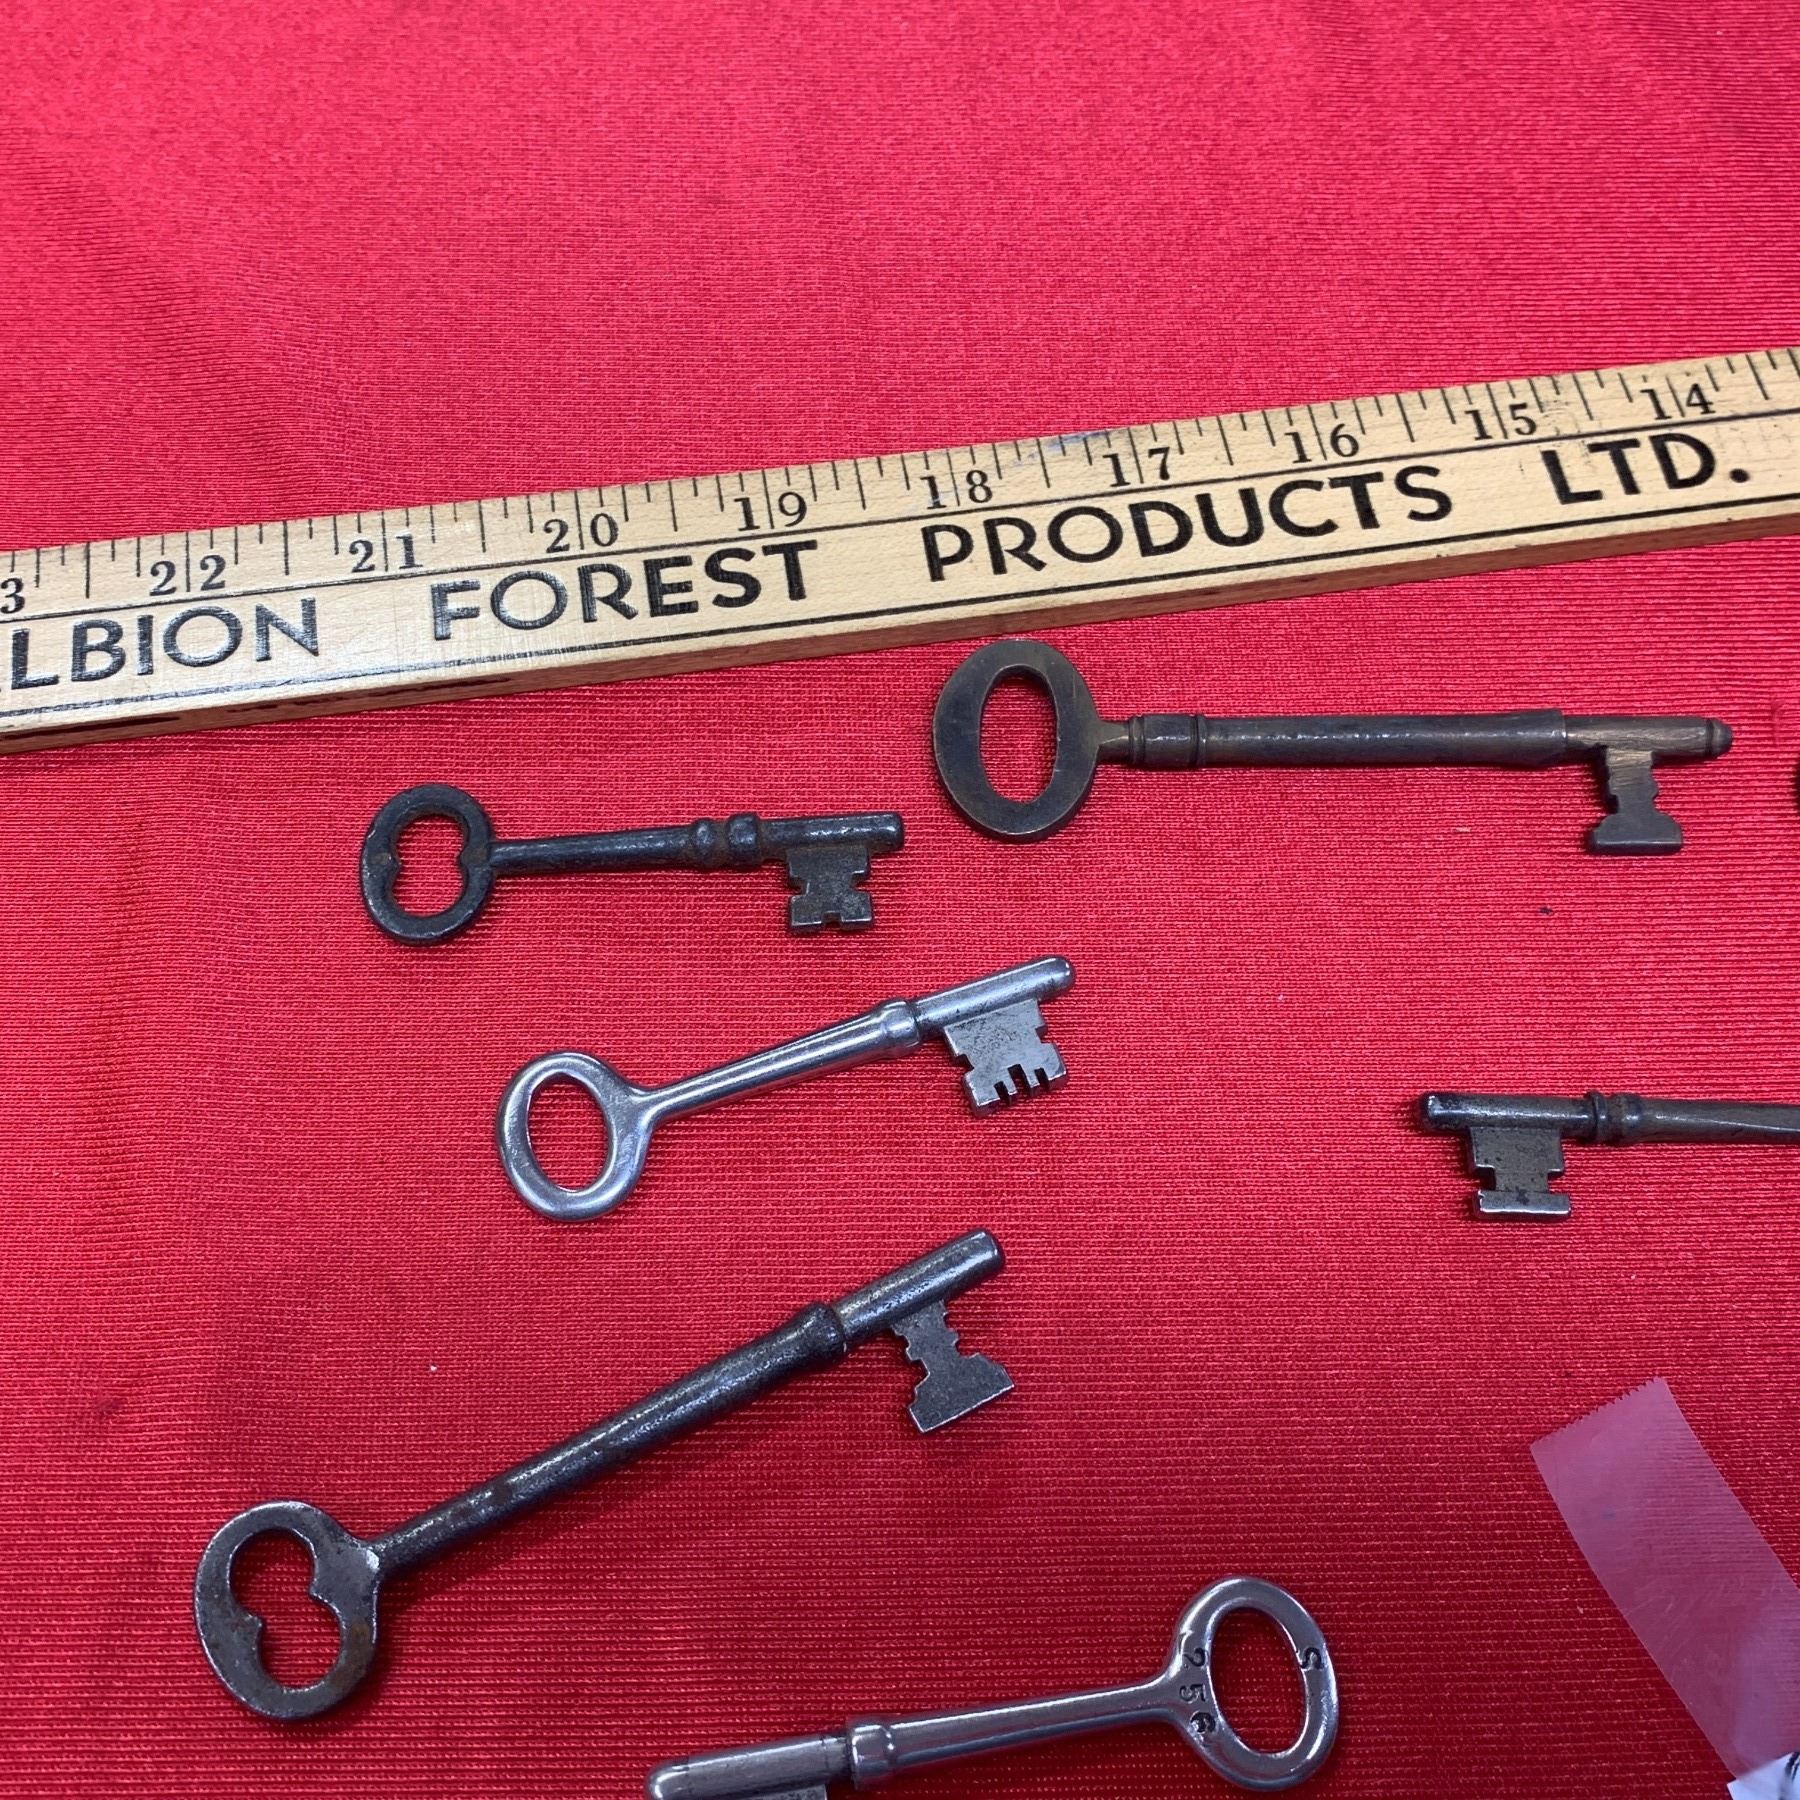 3 22 21 20 19 18 17 16 15 14
LBION FOREST PRODUCTS LTD.
S
256